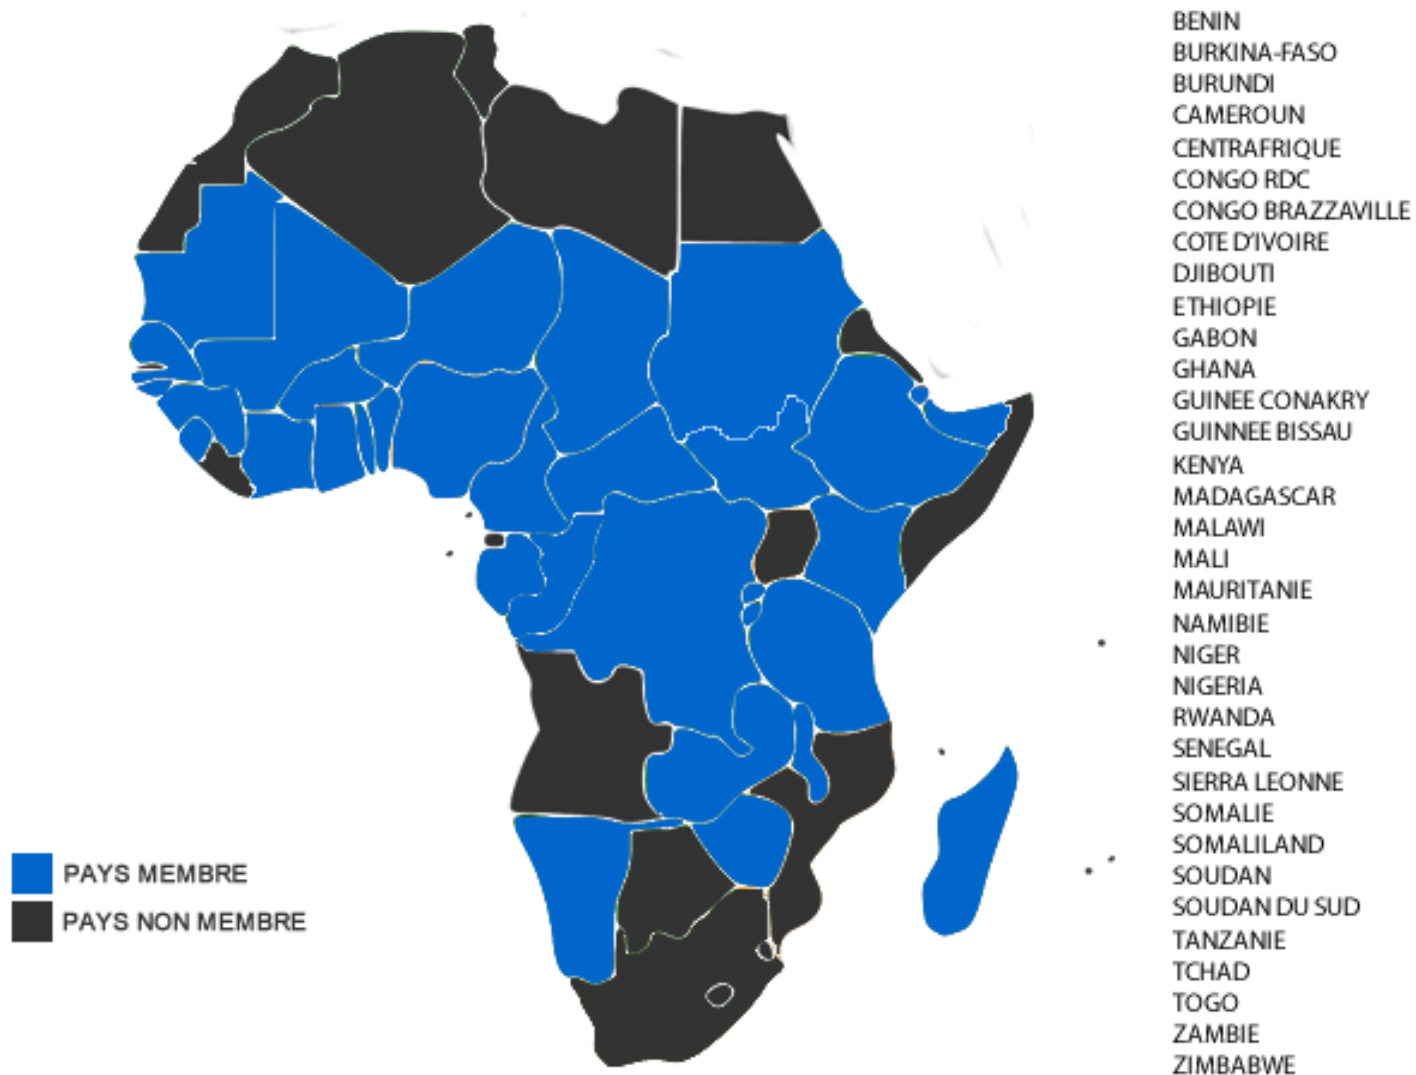 BENIN
BURKINA-FASO
BURUNDI
CAMEROUN
CENTRAFRIQUE
CONGO RDC
CONGO BRAZZAVILLE
COTE D'IVOIRE
DJIBOUTI
ETHIOPIE
GABON
GHANA
GUINEE CONAKRY
GUINNEE BISSAU
KENYA
MADAGASCAR
MALAWI
MALI
MAURITANIE
NAMIBIE
NIGER
NIGERIA
RWANDA
SENEGAL
SIERRA LEONNE
SOMALIE
SOMALILAND
SOUDAN
SOUDAN DU SUD
TANZANIE
TCHAD
TOGO
ZAMBIE
ZIMBABWE
PAYS MEMBRE
PAYS NON MEMBRE